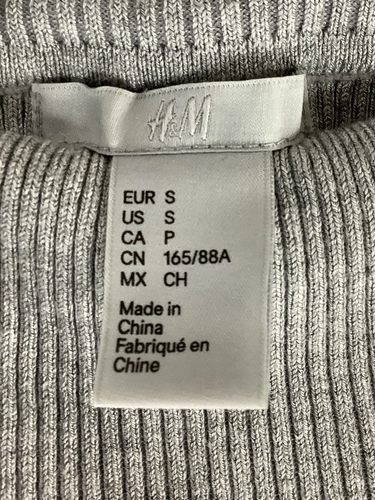 H&M
EUR S
US S
CA P
CN 165/88A
MX CH
Made in
China
Fabriqué en
Chine